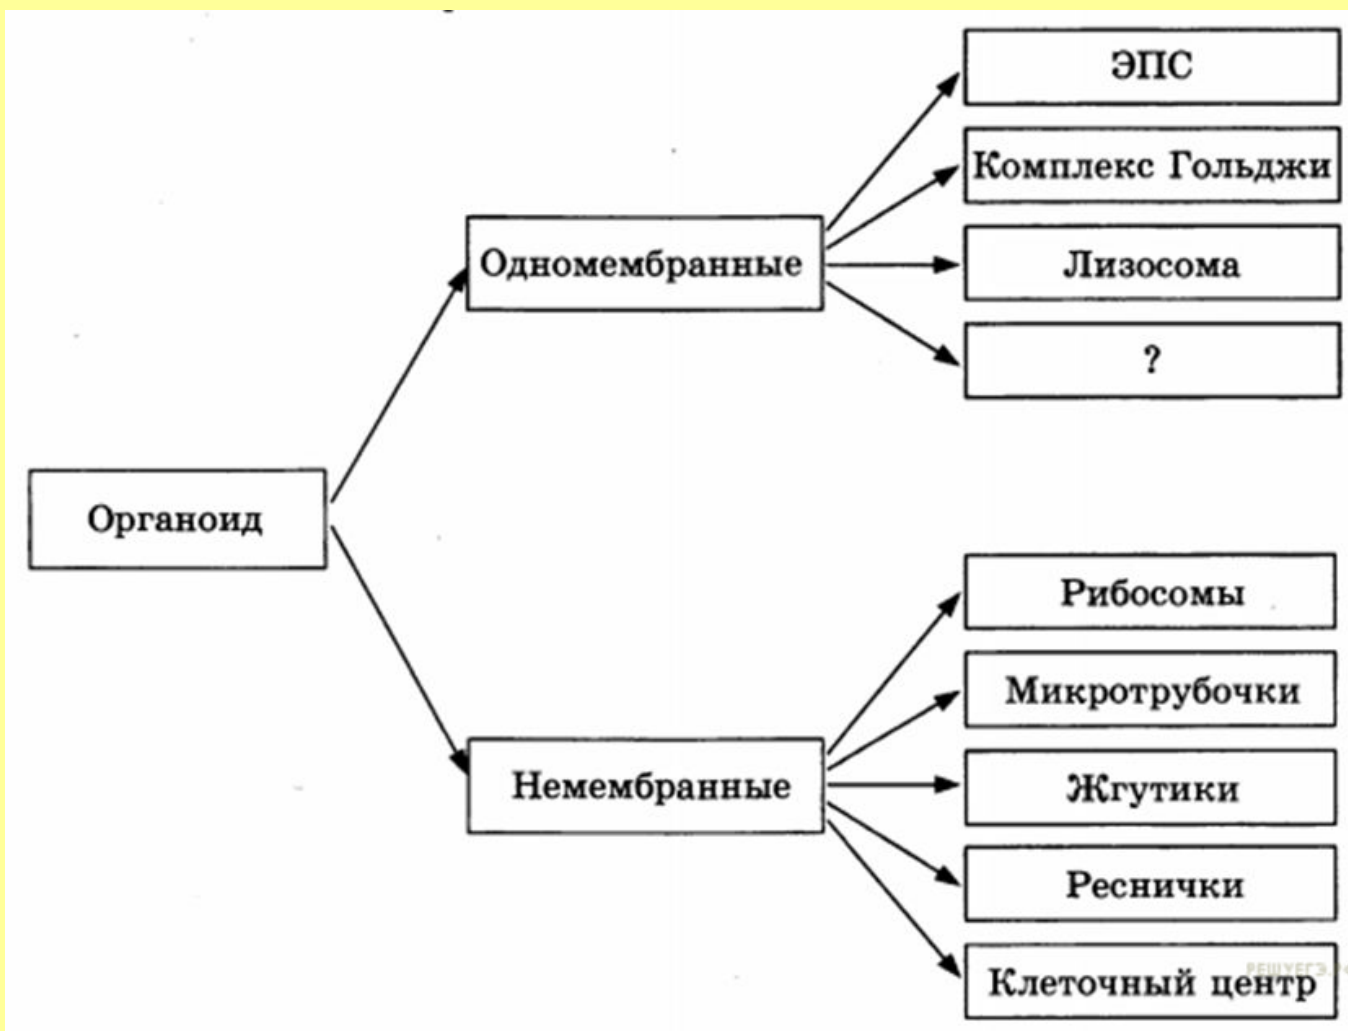 ЭПС
Комплекс Гольджи
Одномембранные
Лизосома
?
Органоид
Рибосомы
Микротрубочки
Немембранные
Жгутики
Реснички
Клеточный центр